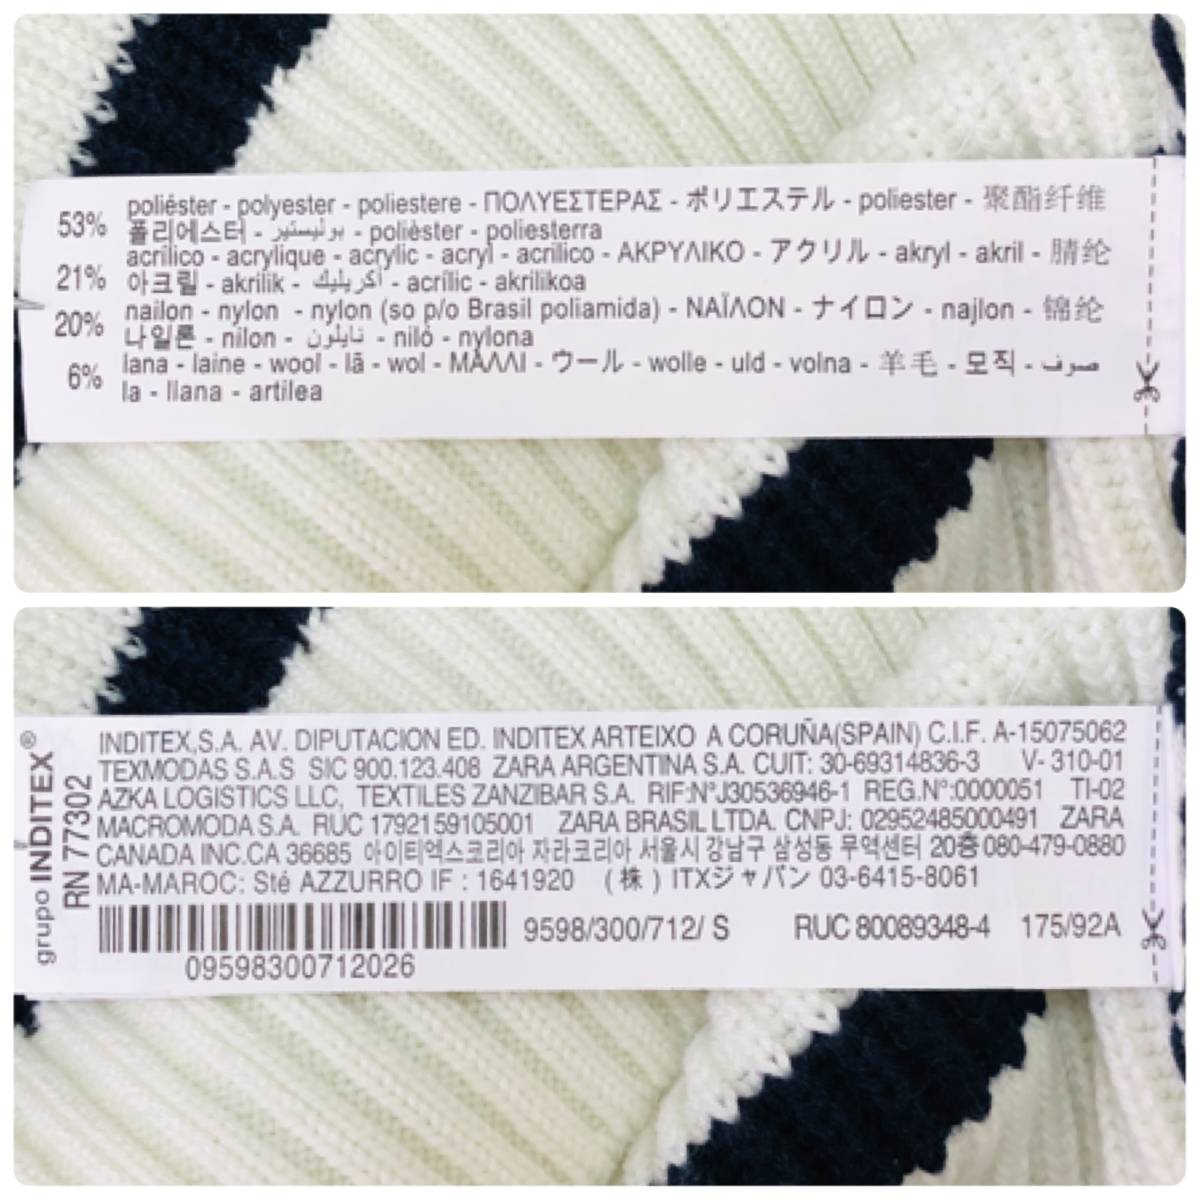 53% poliéster - polyester - poliestere - ΠΟΛΥΕΣΤΕΡΑΣ - ポリエステル - poliester - 聚酯纤维
폴리에스터 - بوليستير - polièster - poliesterra
21% acrilico - acrylique - acrylic - acryl - acrilico - ΑΚΡΥΛΙΚΟ - アクリル - akryl - akril - 腈纶
아크릴 - akrilik - أكريليك - acrílic - akrilikoa
20% nailon - nylon - nylon (so p/o Brasil poliamida) - ΝΑΪΛΟΝ - ナイロン - najlon - 锦纶
나일론 - nilon - نايلون - niló - nylona
6% lana - laine - wool - lã - wol - ΜΑΛΛΙ - ウール - wolle - uld - volna - 羊毛 - 모직 - صوف
la - llana - artilea
grupo INDITEX®
RN 77302
INDITEX,S.A. AV. DIPUTACION ED. INDITEX ARTEIXO A CORUÑA(SPAIN) C.I.F. A-15075062
TEXMODAS S.A.S SIC 900.123.408 ZARA ARGENTINA S.A. CUIT: 30-69314836-3 V- 310-01
AZKA LOGISTICS LLC, TEXTILES ZANZIBAR S.A. RIF:N°J30536946-1 REG.N°:0000051 TI-02
MACROMODA S.A. RUC 1792159105001 ZARA BRASIL LTDA. CNPJ: 02952485000491 ZARA
CANADA INC.CA 36685 아이티엑스코리아 자라코리아 서울시 강남구 삼성동 무역센터 20층 080-479-0880
MA-MAROC: Sté AZZURRO IF : 1641920 (株) ITXジャパン 03-6415-8061
9598/300/712/ S RUC 80089348-4 175/92A
09598300712026